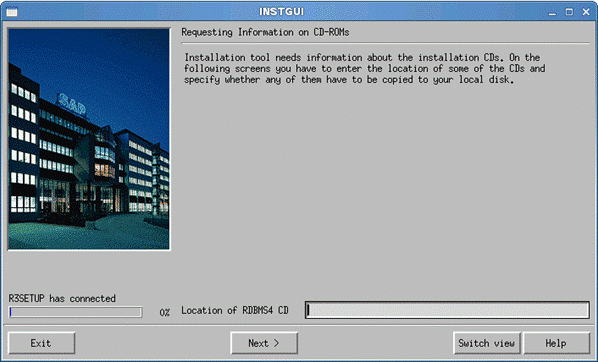 INSTGUI
Requesting Information on CD-ROMs
Installation tool needs information about the installation CDs. On the
following screens you have to enter the location of some of the CDs and
specify whether any of them have to be copied to your local disk.
SAP
R3SETUP has connected
0%
Location of RDBMS4 CD
Exit
Next >
Switch view
Help